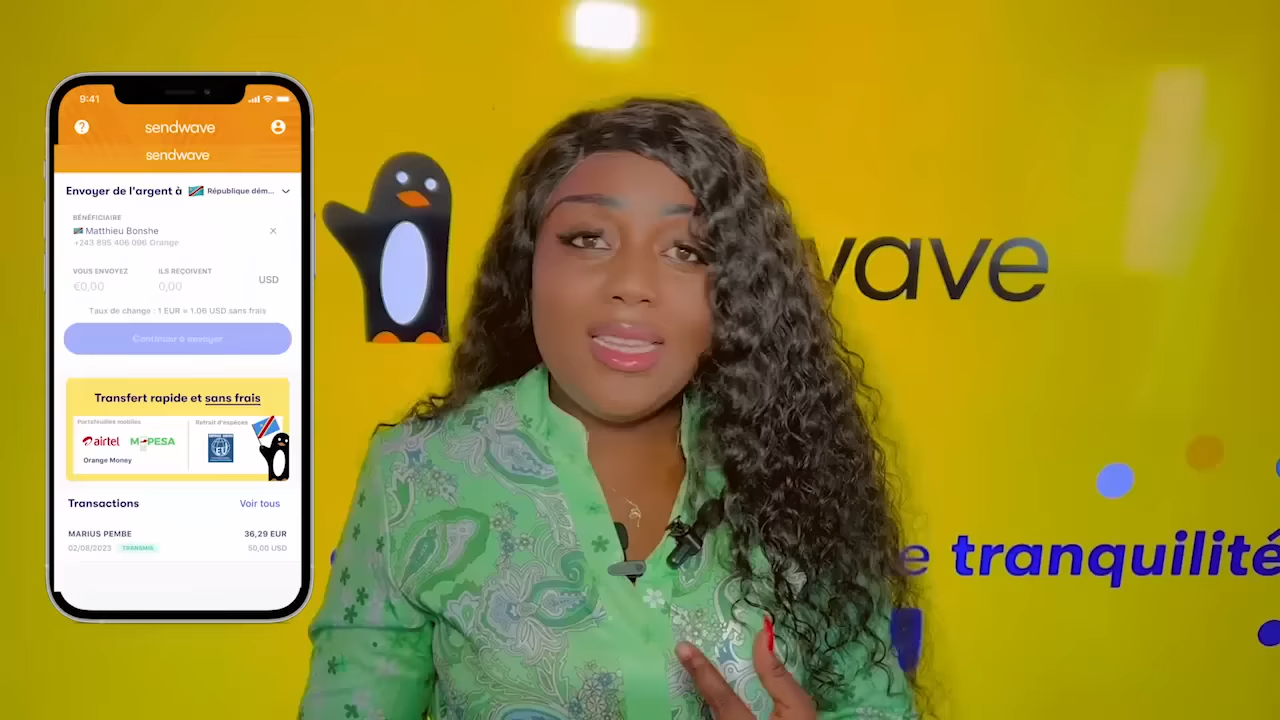 9:41
sendwave
sendwave
Envoyer de l'argent à République dém...
BÉNÉFICIAIRE
Matthieu Bonshe
+243 895 406 096 Orange
VOUS ENVOYEZ ILS REÇOIVENT
€0,00 0,00 USD
Taux de change : 1 EUR = 1.06 USD sans frais
Continuer à envoyer
Transfert rapide et sans frais
Portefeuilles mobiles Retrait d'espèces
airtel M-PESA EU
Orange Money
Transactions Voir tous
MARIUS PEMBE 36,29 EUR
02/08/2023 TRANSMIS 50,00 USD
wave
e tranquilité